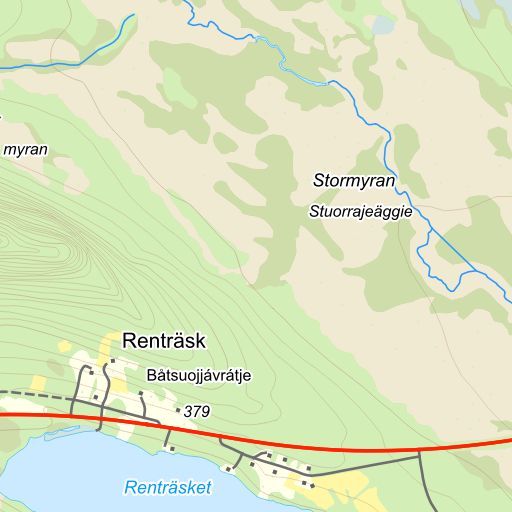 myran
Stormyran
Stuorrajeäggie
Renträsk
Båtsuojjávrátje
379
Renträsket